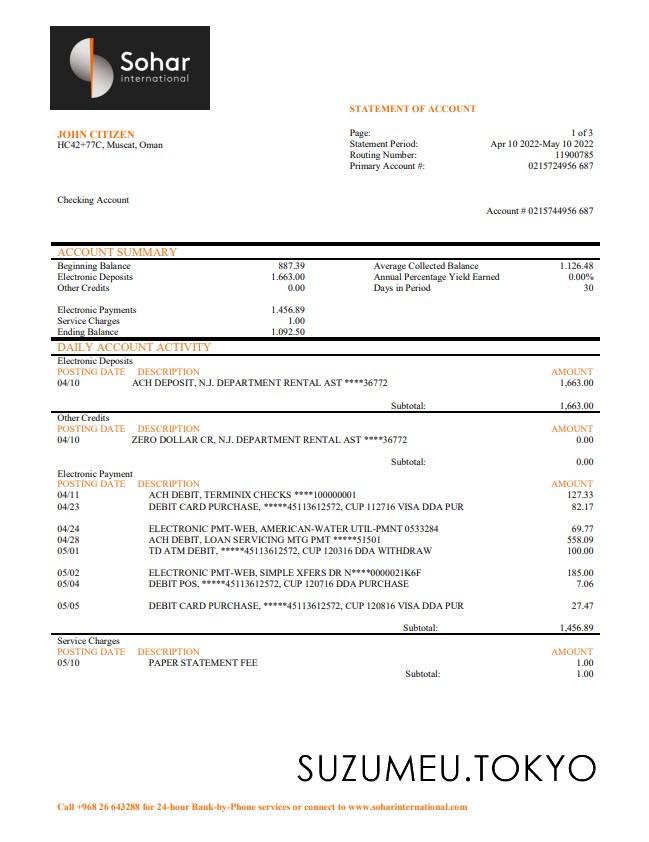 Sohar
international
STATEMENT OF ACCOUNT
JOHN CITIZEN
HC42+77C, Muscat, Oman
Page: 1 of 3
Statement Period: Apr 10 2022-May 10 2022
Routing Number: 11900785
Primary Account #: 0215724956 687
Checking Account
Account # 0215744956 687
ACCOUNT SUMMARY
Beginning Balance 887.39 Average Collected Balance 1.126.48
Electronic Deposits 1.663.00 Annual Percentage Yield Earned 0.00%
Other Credits 0.00 Days in Period 30
Electronic Payments 1.456.89
Service Charges 1.00
Ending Balance 1.092.50
DAILY ACCOUNT ACTIVITY
Electronic Deposits
POSTING DATE DESCRIPTION AMOUNT
04/10 ACH DEPOSIT, N.J. DEPARTMENT RENTAL AST ****36772 1,663.00
Subtotal: 1,663.00
Other Credits
POSTING DATE DESCRIPTION AMOUNT
04/10 ZERO DOLLAR CR, N.J. DEPARTMENT RENTAL AST ****36772 0.00
Subtotal: 0.00
Electronic Payment
POSTING DATE DESCRIPTION AMOUNT
04/11 ACH DEBIT, TERMINIX CHECKS ****100000001 127.33
04/23 DEBIT CARD PURCHASE, *****45113612572, CUP 112716 VISA DDA PUR 82.17
04/24 ELECTRONIC PMT-WEB, AMERICAN-WATER UTIL-PMNT 0533284 69.77
04/28 ACH DEBIT, LOAN SERVICING MTG PMT *****51501 558.09
05/01 TD ATM DEBIT, *****45113612572, CUP 120316 DDA WITHDRAW 100.00
05/02 ELECTRONIC PMT-WEB, SIMPLE XFERS DR N****0000021K6F 185.00
05/04 DEBIT POS, *****45113612572, CUP 120716 DDA PURCHASE 7.06
05/05 DEBIT CARD PURCHASE, *****45113612572, CUP 120816 VISA DDA PUR 27.47
Subtotal: 1,456.89
Service Charges
POSTING DATE DESCRIPTION AMOUNT
05/10 PAPER STATEMENT FEE 1.00
Subtotal: 1.00
SUZUMEU.TOKYO
Call +968 26 643288 for 24-hour Bank-by-Phone services or connect to www.soharinternational.com